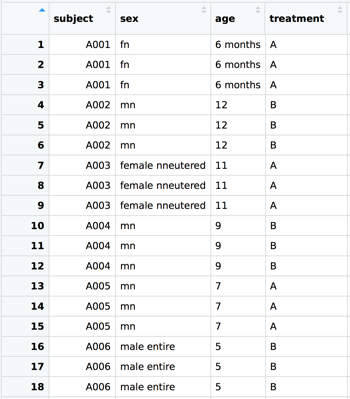 subject sex age treatment
1 A001 fn 6 months A
2 A001 fn 6 months A
3 A001 fn 6 months A
4 A002 mn 12 B
5 A002 mn 12 B
6 A002 mn 12 B
7 A003 female nneutered 11 A
8 A003 female nneutered 11 A
9 A003 female nneutered 11 A
10 A004 mn 9 B
11 A004 mn 9 B
12 A004 mn 9 B
13 A005 mn 7 A
14 A005 mn 7 A
15 A005 mn 7 A
16 A006 male entire 5 B
17 A006 male entire 5 B
18 A006 male entire 5 B